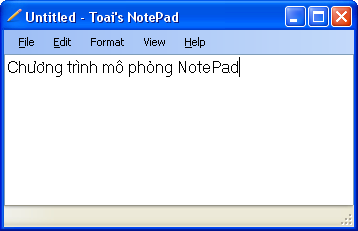 Untitled - Toai's NotePad
File Edit Format View Help
Chương trình mô phỏng NotePad